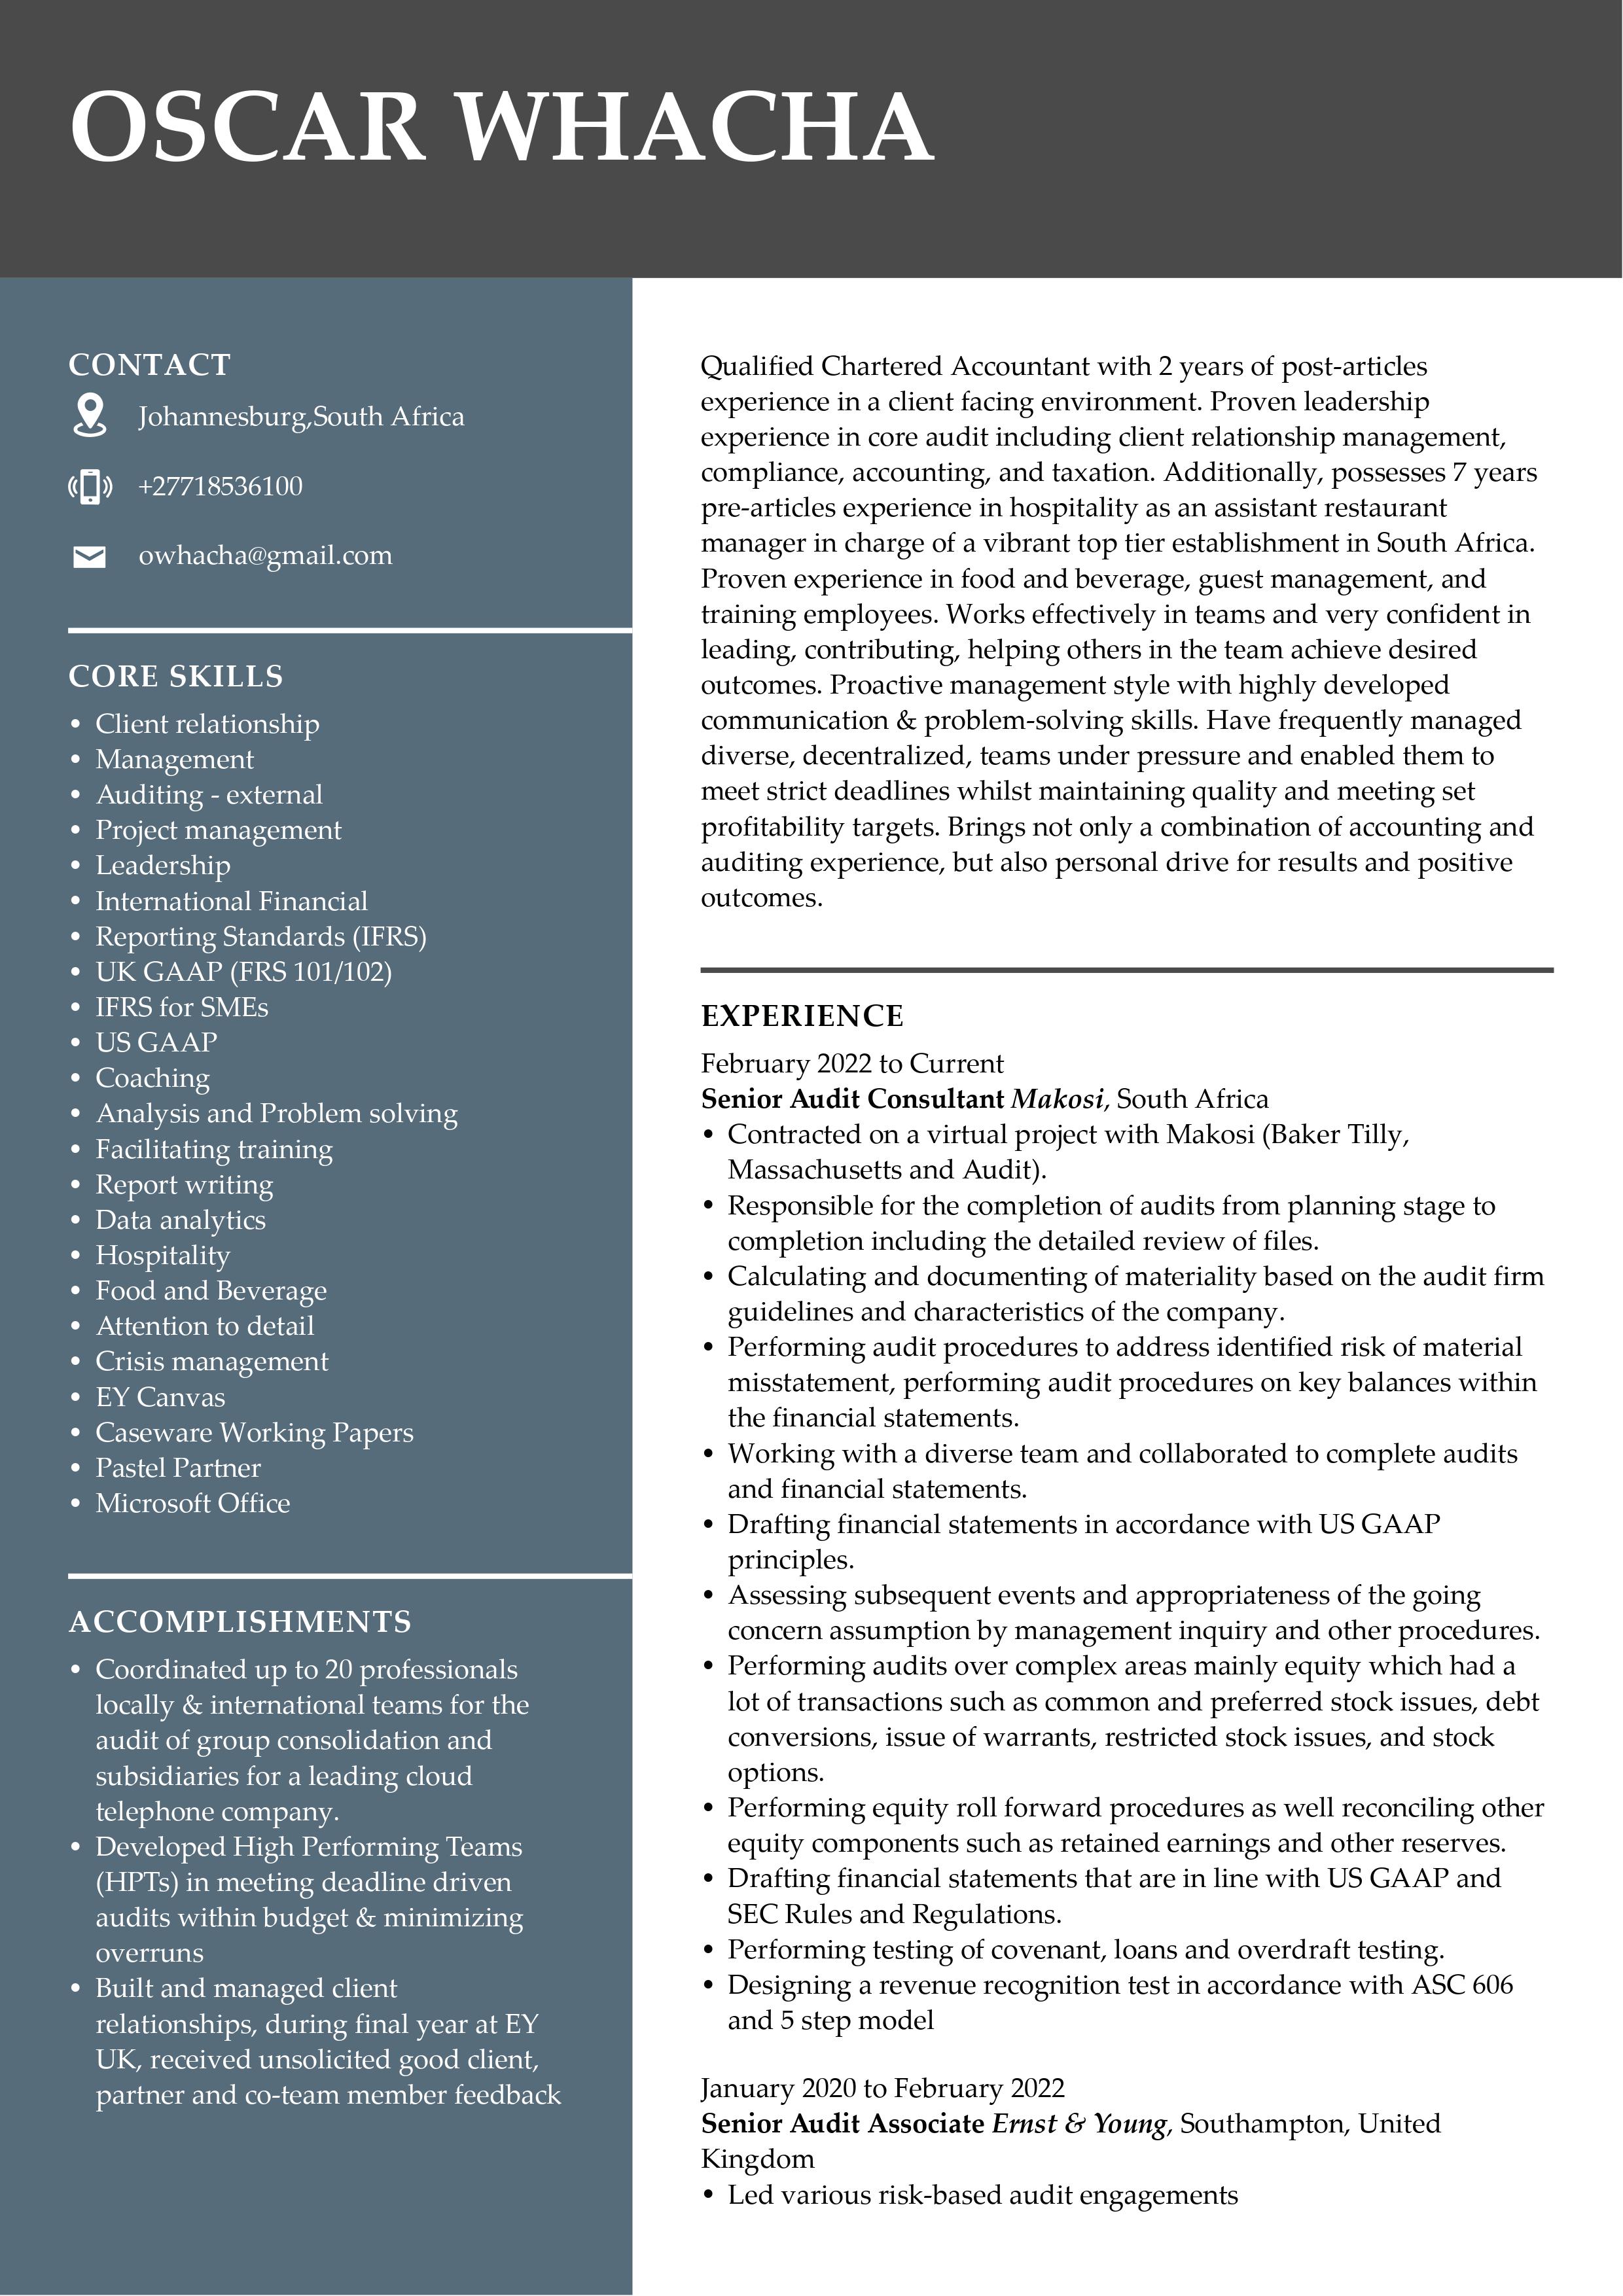 OSCAR WHACHA
CONTACT
Johannesburg,South Africa
+27718536100
owhacha@gmail.com
CORE SKILLS
• Client relationship
• Management
• Auditing - external
• Project management
• Leadership
• International Financial
• Reporting Standards (IFRS)
• UK GAAP (FRS 101/102)
• IFRS for SMEs
• US GAAP
• Coaching
• Analysis and Problem solving
• Facilitating training
• Report writing
• Data analytics
• Hospitality
• Food and Beverage
• Attention to detail
• Crisis management
• EY Canvas
• Caseware Working Papers
• Pastel Partner
• Microsoft Office
ACCOMPLISHMENTS
• Coordinated up to 20 professionals
locally & international teams for the
audit of group consolidation and
subsidiaries for a leading cloud
telephone company.
• Developed High Performing Teams
(HPTs) in meeting deadline driven
audits within budget & minimizing
overruns
• Built and managed client
relationships, during final year at EY
UK, received unsolicited good client,
partner and co-team member feedback
Qualified Chartered Accountant with 2 years of post-articles
experience in a client facing environment. Proven leadership
experience in core audit including client relationship management,
compliance, accounting, and taxation. Additionally, possesses 7 years
pre-articles experience in hospitality as an assistant restaurant
manager in charge of a vibrant top tier establishment in South Africa.
Proven experience in food and beverage, guest management, and
training employees. Works effectively in teams and very confident in
leading, contributing, helping others in the team achieve desired
outcomes. Proactive management style with highly developed
communication & problem-solving skills. Have frequently managed
diverse, decentralized, teams under pressure and enabled them to
meet strict deadlines whilst maintaining quality and meeting set
profitability targets. Brings not only a combination of accounting and
auditing experience, but also personal drive for results and positive
outcomes.
EXPERIENCE
February 2022 to Current
Senior Audit Consultant Makosi, South Africa
• Contracted on a virtual project with Makosi (Baker Tilly,
Massachusetts and Audit).
• Responsible for the completion of audits from planning stage to
completion including the detailed review of files.
• Calculating and documenting of materiality based on the audit firm
guidelines and characteristics of the company.
• Performing audit procedures to address identified risk of material
misstatement, performing audit procedures on key balances within
the financial statements.
• Working with a diverse team and collaborated to complete audits
and financial statements.
• Drafting financial statements in accordance with US GAAP
principles.
• Assessing subsequent events and appropriateness of the going
concern assumption by management inquiry and other procedures.
• Performing audits over complex areas mainly equity which had a
lot of transactions such as common and preferred stock issues, debt
conversions, issue of warrants, restricted stock issues, and stock
options.
• Performing equity roll forward procedures as well reconciling other
equity components such as retained earnings and other reserves.
• Drafting financial statements that are in line with US GAAP and
SEC Rules and Regulations.
• Performing testing of covenant, loans and overdraft testing.
• Designing a revenue recognition test in accordance with ASC 606
and 5 step model
January 2020 to February 2022
Senior Audit Associate Ernst & Young, Southampton, United
Kingdom
• Led various risk-based audit engagements